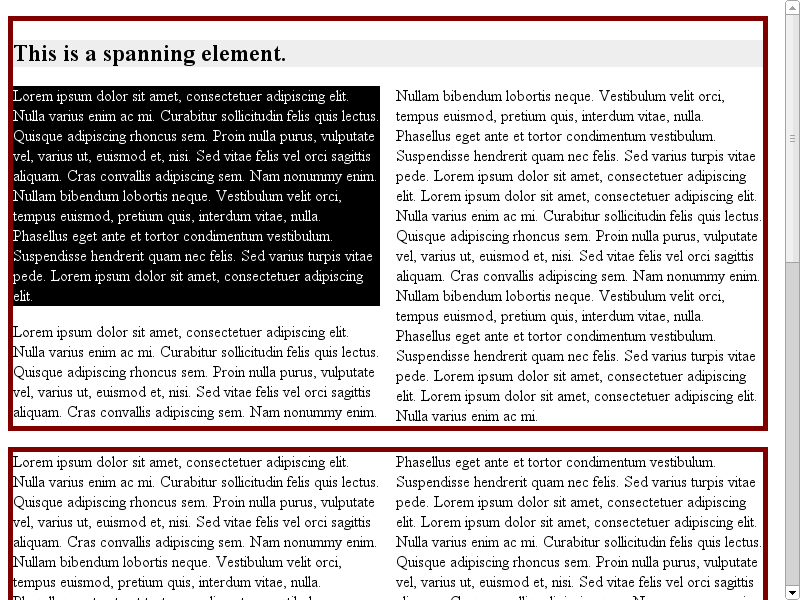 This is a spanning element.
Lorem ipsum dolor sit amet, consectetuer adipiscing elit.
Nulla varius enim ac mi. Curabitur sollicitudin felis quis lectus.
Quisque adipiscing rhoncus sem. Proin nulla purus, vulputate
vel, varius ut, euismod et, nisi. Sed vitae felis vel orci sagittis
aliquam. Cras convallis adipiscing sem. Nam nonummy enim.
Nullam bibendum lobortis neque. Vestibulum velit orci,
tempus euismod, pretium quis, interdum vitae, nulla.
Phasellus eget ante et tortor condimentum vestibulum.
Suspendisse hendrerit quam nec felis. Sed varius turpis vitae
pede. Lorem ipsum dolor sit amet, consectetuer adipiscing
elit.
Lorem ipsum dolor sit amet, consectetuer adipiscing elit.
Nulla varius enim ac mi. Curabitur sollicitudin felis quis lectus.
Quisque adipiscing rhoncus sem. Proin nulla purus, vulputate
vel, varius ut, euismod et, nisi. Sed vitae felis vel orci sagittis
aliquam. Cras convallis adipiscing sem. Nam nonummy enim.
Nullam bibendum lobortis neque. Vestibulum velit orci,
tempus euismod, pretium quis, interdum vitae, nulla.
Phasellus eget ante et tortor condimentum vestibulum.
Suspendisse hendrerit quam nec felis. Sed varius turpis vitae
pede. Lorem ipsum dolor sit amet, consectetuer adipiscing
elit. Lorem ipsum dolor sit amet, consectetuer adipiscing elit.
Nulla varius enim ac mi. Curabitur sollicitudin felis quis lectus.
Quisque adipiscing rhoncus sem. Proin nulla purus, vulputate
vel, varius ut, euismod et, nisi. Sed vitae felis vel orci sagittis
aliquam. Cras convallis adipiscing sem. Nam nonummy enim.
Nullam bibendum lobortis neque. Vestibulum velit orci,
tempus euismod, pretium quis, interdum vitae, nulla.
Phasellus eget ante et tortor condimentum vestibulum.
Suspendisse hendrerit quam nec felis. Sed varius turpis vitae
pede. Lorem ipsum dolor sit amet, consectetuer adipiscing
elit. Lorem ipsum dolor sit amet, consectetuer adipiscing elit.
Nulla varius enim ac mi.
Lorem ipsum dolor sit amet, consectetuer adipiscing elit.
Nulla varius enim ac mi. Curabitur sollicitudin felis quis lectus.
Quisque adipiscing rhoncus sem. Proin nulla purus, vulputate
vel, varius ut, euismod et, nisi. Sed vitae felis vel orci sagittis
aliquam. Cras convallis adipiscing sem. Nam nonummy enim.
Nullam bibendum lobortis neque. Vestibulum velit orci,
tempus euismod, pretium quis, interdum vitae, nulla.
Phasellus eget ante et tortor condimentum vestibulum.
Suspendisse hendrerit quam nec felis. Sed varius turpis vitae
pede. Lorem ipsum dolor sit amet, consectetuer adipiscing
elit. Lorem ipsum dolor sit amet, consectetuer adipiscing elit.
Nulla varius enim ac mi. Curabitur sollicitudin felis quis lectus.
Quisque adipiscing rhoncus sem. Proin nulla purus, vulputate
vel, varius ut, euismod et, nisi. Sed vitae felis vel orci sagittis